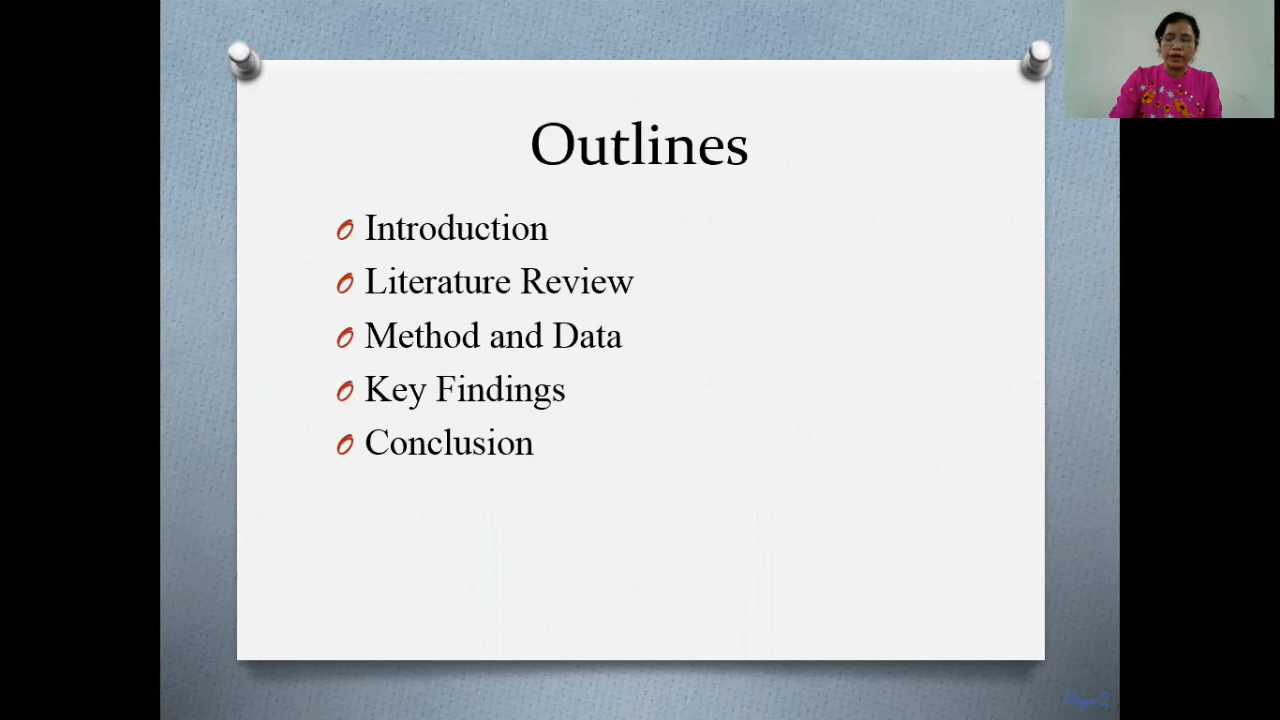 Outlines
Introduction
Literature Review
Method and Data
Key Findings
Conclusion